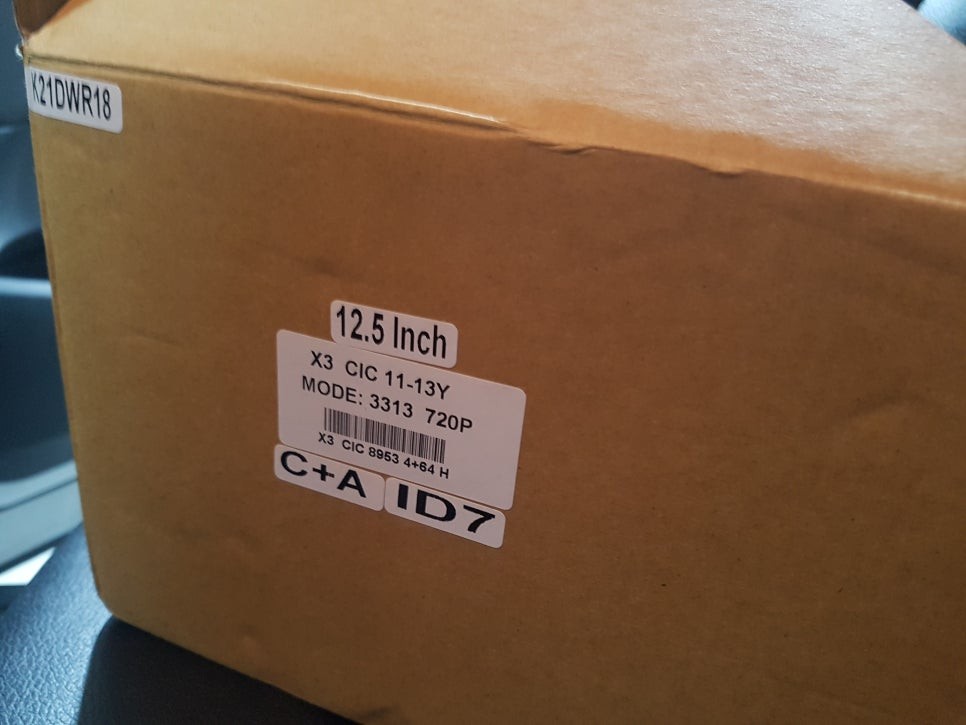 K21DWR18
12.5 Inch
X3 CIC 11-13Y
MODE: 3313 720P
X3 CIC 8953 4+64 H
C+A
ID7